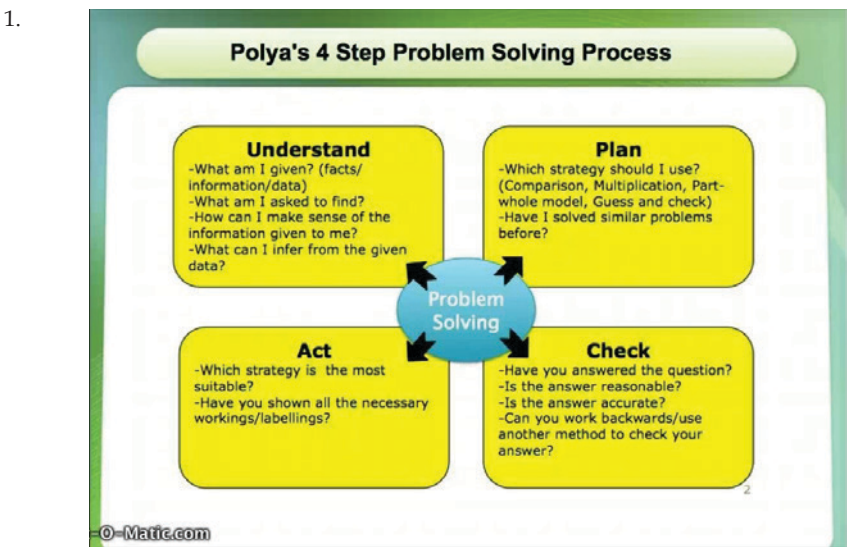 1.
Polya's 4 Step Problem Solving Process
Understand
-What am I given? (facts/
information/data)
-What am I asked to find?
-How can I make sense of the
information given to me?
-What can I infer from the given
data?
Plan
-Which strategy should I use?
(Comparison, Multiplication, Part-
whole model, Guess and check)
-Have I solved similar problems
before?
Problem
Solving
Act
-Which strategy is the most
suitable?
-Have you shown all the necessary
workings/labellings?
Check
-Have you answered the question?
-Is the answer reasonable?
-Is the answer accurate?
-Can you work backwards/use
another method to check your
answer?
2
-O-Matic.com